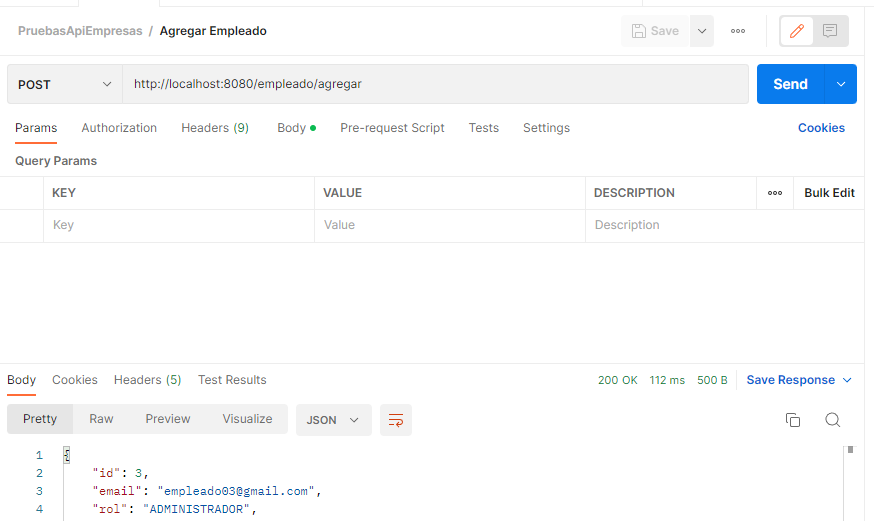 PruebasApiEmpresas / Agregar Empleado
Save
POST
http://localhost:8080/empleado/agregar
Send
Params Authorization Headers (9) Body Pre-request Script Tests Settings Cookies
Query Params
KEY VALUE DESCRIPTION Bulk Edit
Key Value Description
Body Cookies Headers (5) Test Results 200 OK 112 ms 500 B Save Response
Pretty Raw Preview Visualize JSON
1 {
2 "id": 3,
3 "email": "empleado03@gmail.com",
4 "rol": "ADMINISTRADOR",